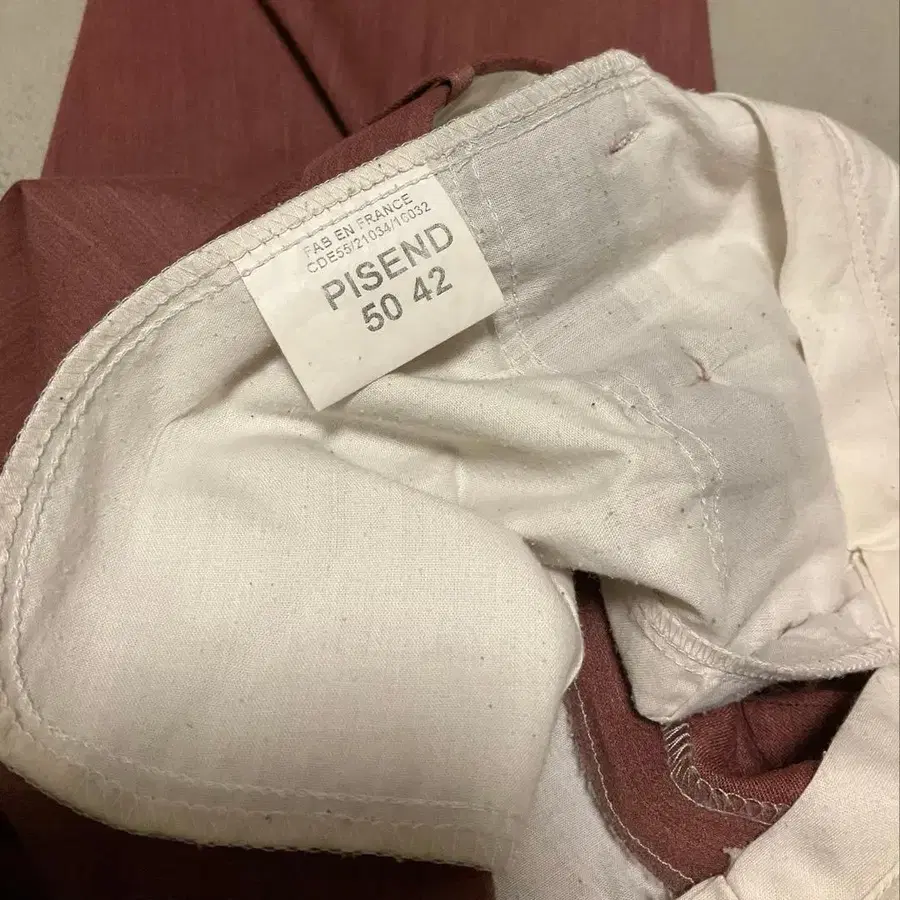 FAB EN FRANCE
CDE55/21034/16032
PISEND
50 42